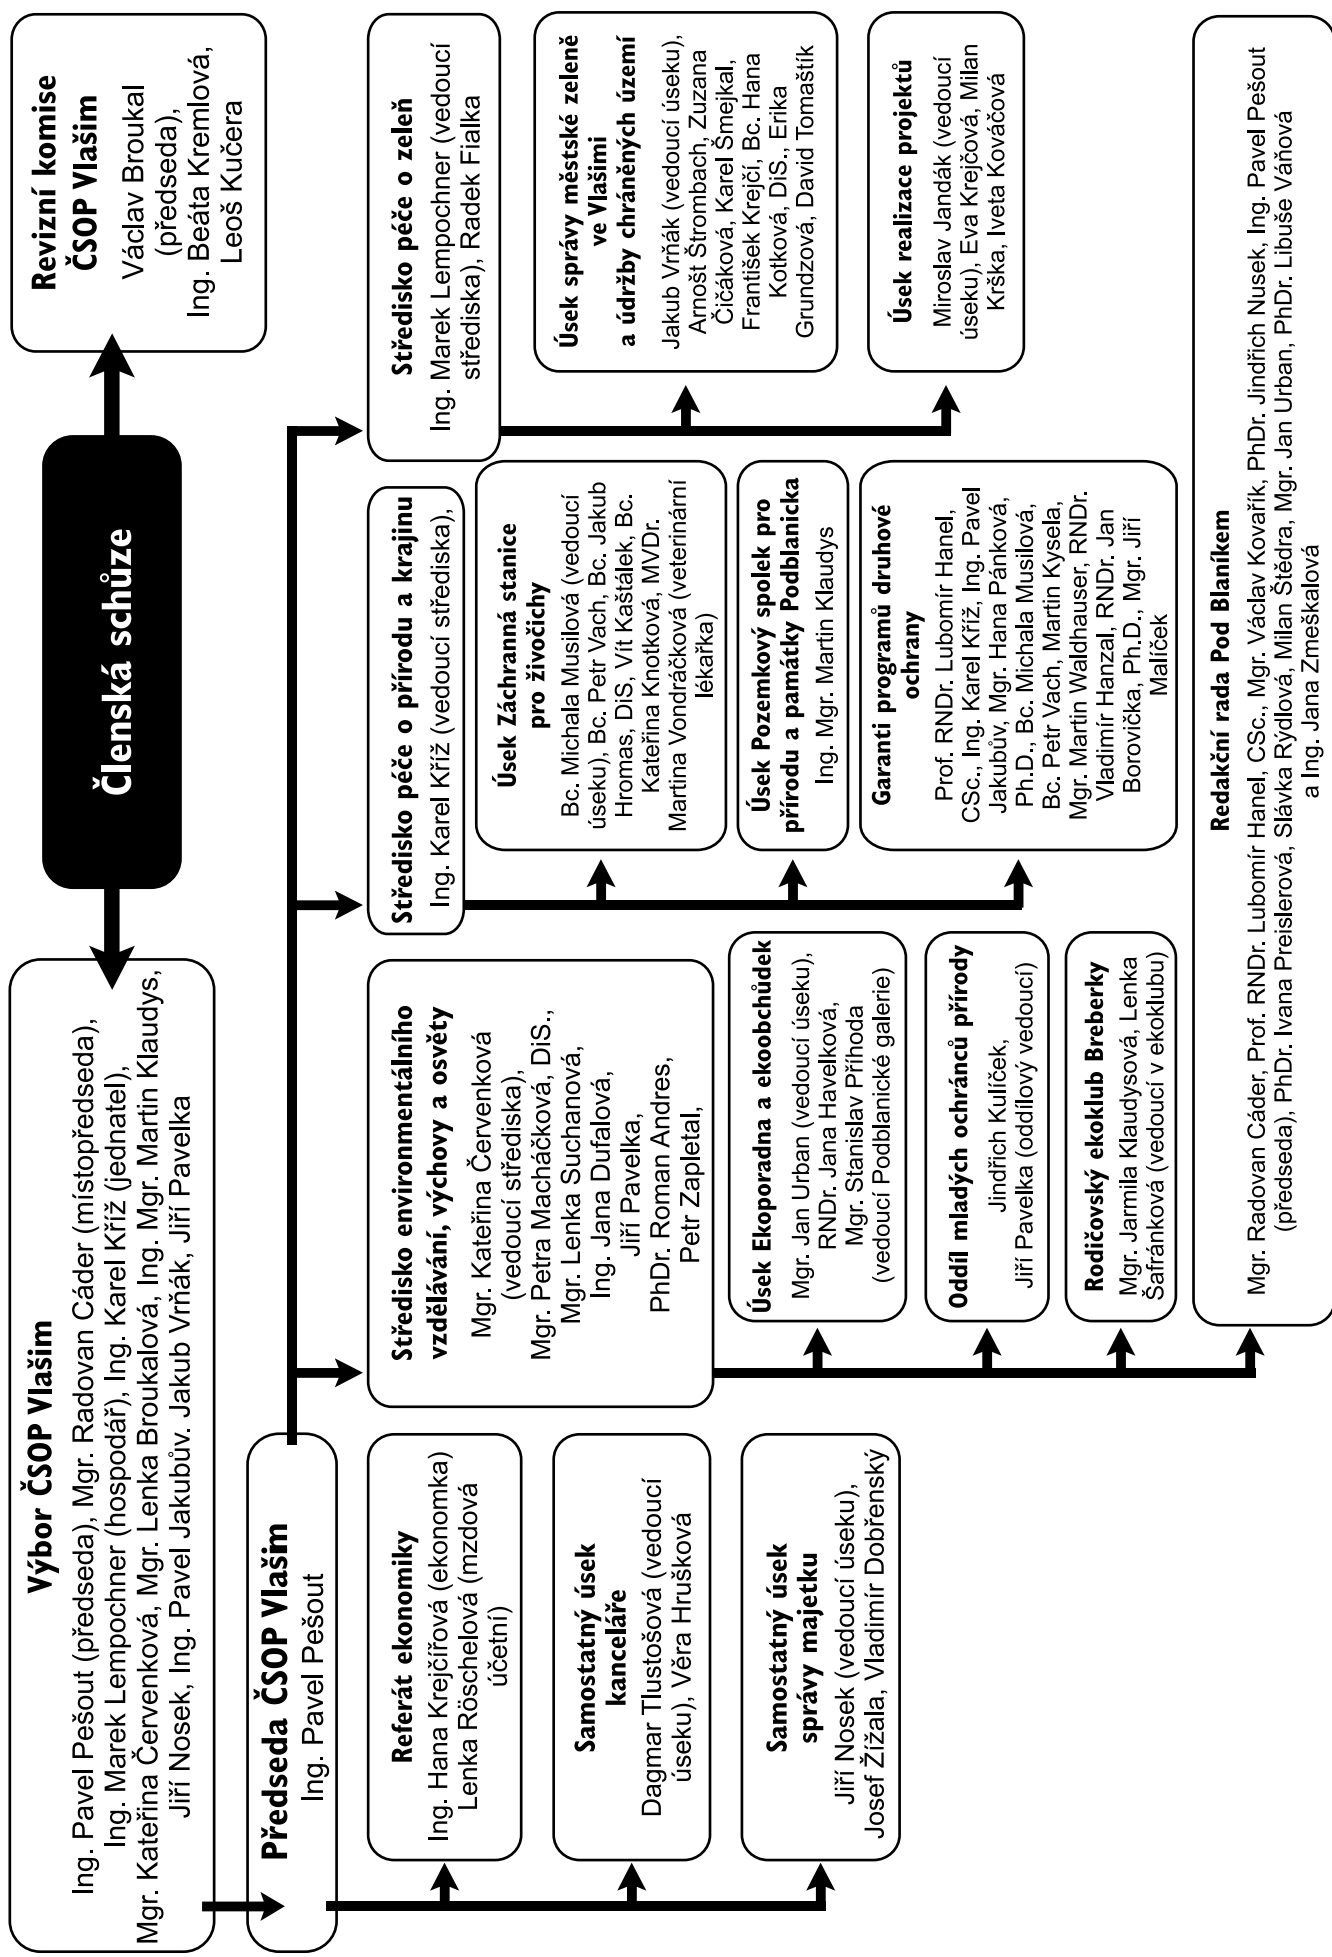 Členská schůze
Výbor ČSOP Vlašim
Ing. Pavel Pešout (předseda), Mgr. Radovan Cáder (místopředseda),
Ing. Marek Lempochner (hospodář), Ing. Karel Kříž (jednatel),
Mgr. Kateřina Červenková, Mgr. Lenka Broukalová, Ing. Mgr. Martin Klaudys,
Jiří Nosek, Ing. Pavel Jakubův. Jakub Vrňák, Jiří Pavelka
Revizní komise
ČSOP Vlašim
Václav Broukal
(předseda),
Ing. Beáta Kremlová,
Leoš Kučera
Předseda ČSOP Vlašim
Ing. Pavel Pešout
Referát ekonomiky
Ing. Hana Krejčířová (ekonomka)
Lenka Röschelová (mzdová
účetní)
Samostatný úsek
kanceláře
Dagmar Tlustošová (vedoucí
úseku), Věra Hrušková
Samostatný úsek
správy majetku
Jiří Nosek (vedoucí úseku),
Josef Žížala, Vladimír Dobřenský
Středisko enviromentálního
vzdělávání, výchovy a osvěty
Mgr. Kateřina Červenková
(vedoucí střediska),
Mgr. Petra Macháčková, DiS.,
Mgr. Lenka Suchanová,
Ing. Jana Dufalová,
Jiří Pavelka,
PhDr. Roman Andres,
Petr Zapletal,
Úsek Ekoporadna a ekoobchůdek
Mgr. Jan Urban (vedoucí úseku),
RNDr. Jana Havelková,
Mgr. Stanislav Příhoda
(vedoucí Podblanické galerie)
Oddíl mladých ochránců přírody
Jindřich Kulíček,
Jiří Pavelka (oddílový vedoucí)
Rodičovský ekoklub Breberky
Mgr. Jarmila Klaudysová, Lenka
Šafránková (vedoucí v ekoklubu)
Redakční rada Pod Blaníkem
Mgr. Radovan Cáder, Prof. RNDr. Lubomír Hanel, CSc., Mgr. Václav Kovařík, PhDr. Jindřich Nusek, Ing. Pavel Pešout
(předseda), PhDr. Ivana Preislerová, Slávka Rýdlová, Milan Štědra, Mgr. Jan Urban, PhDr. Libuše Váňová
a Ing. Jana Zmeškalová
Středisko péče o přírodu a krajinu
Ing. Karel Kříž (vedoucí střediska),
Úsek Záchranná stanice
pro živočichy
Bc. Michala Musilová (vedoucí
úseku), Bc. Petr Vach, Bc. Jakub
Hromas, DiS, Vít Kaštálek, Bc.
Kateřina Knotková, MVDr.
Martina Vondráčková (veterinární
lékařka)
Úsek Pozemkový spolek pro
přírodu a památky Podblanicka
Ing. Mgr. Martin Klaudys
Garanti programů druhové
ochrany
Prof. RNDr. Lubomír Hanel,
CSc., Ing. Karel Kříž, Ing. Pavel
Jakubův, Mgr. Hana Pánková,
Ph.D., Bc. Michala Musilová,
Bc. Petr Vach, Martin Kysela,
Mgr. Martin Waldhauser, RNDr.
Vladimír Hanzal, RNDr. Jan
Borovička, Ph.D., Mgr. Jiří
Malíček
Středisko péče o zeleň
Ing. Marek Lempochner (vedoucí
střediska), Radek Fialka
Úsek správy městské zeleně
ve Vlašimi
a údržby chráněných území
Jakub Vrňák (vedoucí úseku),
Arnošt Štrombach, Zuzana
Čičáková, Karel Šmejkal,
František Krejčí, Bc. Hana
Kotková, DiS., Erika
Grundzová, David Tomaštík
Úsek realizace projektů
Miroslav Jandák (vedoucí
úseku), Eva Krejčová, Milan
Krška, Iveta Kováčová